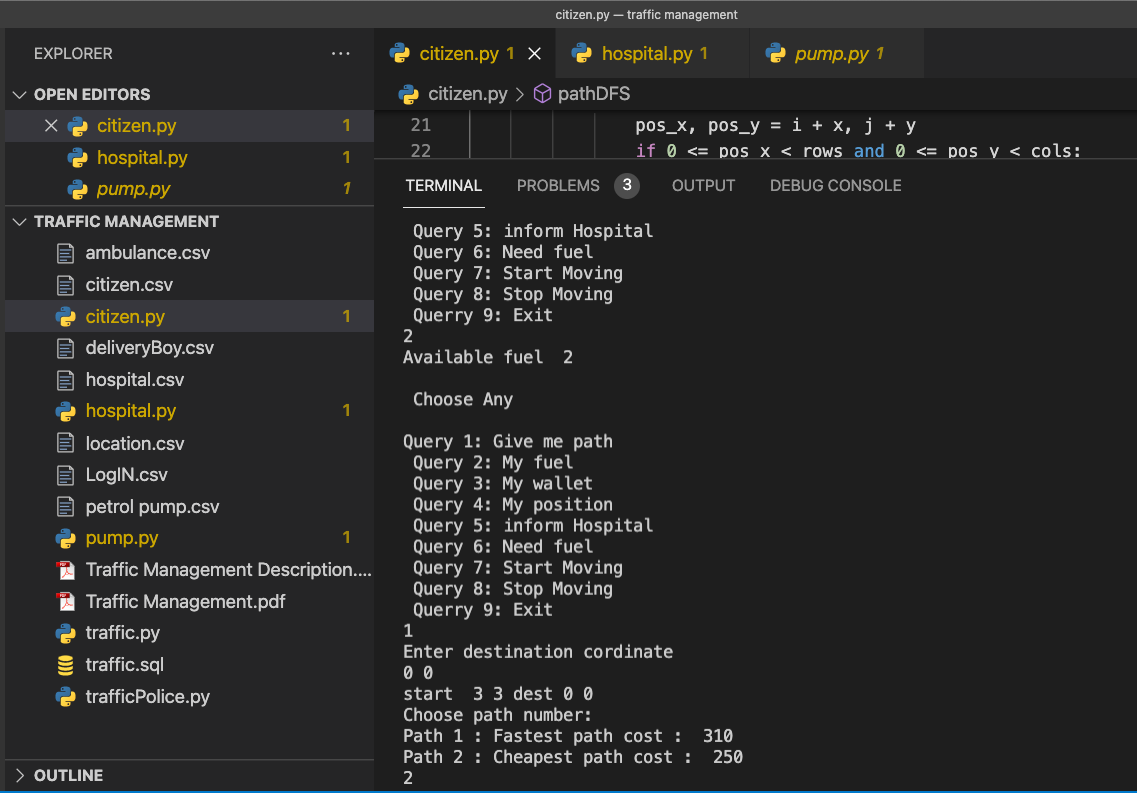 citizen.py — traffic management
EXPLORER
OPEN EDITORS
citizen.py 1
hospital.py 1
pump.py 1
TRAFFIC MANAGEMENT
ambulance.csv
citizen.csv
citizen.py 1
deliveryBoy.csv
hospital.csv
hospital.py 1
location.csv
LogIN.csv
petrol pump.csv
pump.py 1
Traffic Management Description....
Traffic Management.pdf
traffic.py
traffic.sql
trafficPolice.py
OUTLINE
citizen.py 1 hospital.py 1 pump.py 1
citizen.py > pathDFS
21 pos_x, pos_y = i + x, j + y
22 if 0 <= pos_x < rows and 0 <= pos_y < cols:
TERMINAL PROBLEMS 3 OUTPUT DEBUG CONSOLE
Query 5: inform Hospital
Query 6: Need fuel
Query 7: Start Moving
Query 8: Stop Moving
Querry 9: Exit
2
Available fuel  2
Choose Any
Query 1: Give me path
Query 2: My fuel
Query 3: My wallet
Query 4: My position
Query 5: inform Hospital
Query 6: Need fuel
Query 7: Start Moving
Query 8: Stop Moving
Querry 9: Exit
1
Enter destination cordinate
0 0
start  3 3 dest 0 0
Choose path number:
Path 1 : Fastest path cost :  310
Path 2 : Cheapest path cost :  250
2